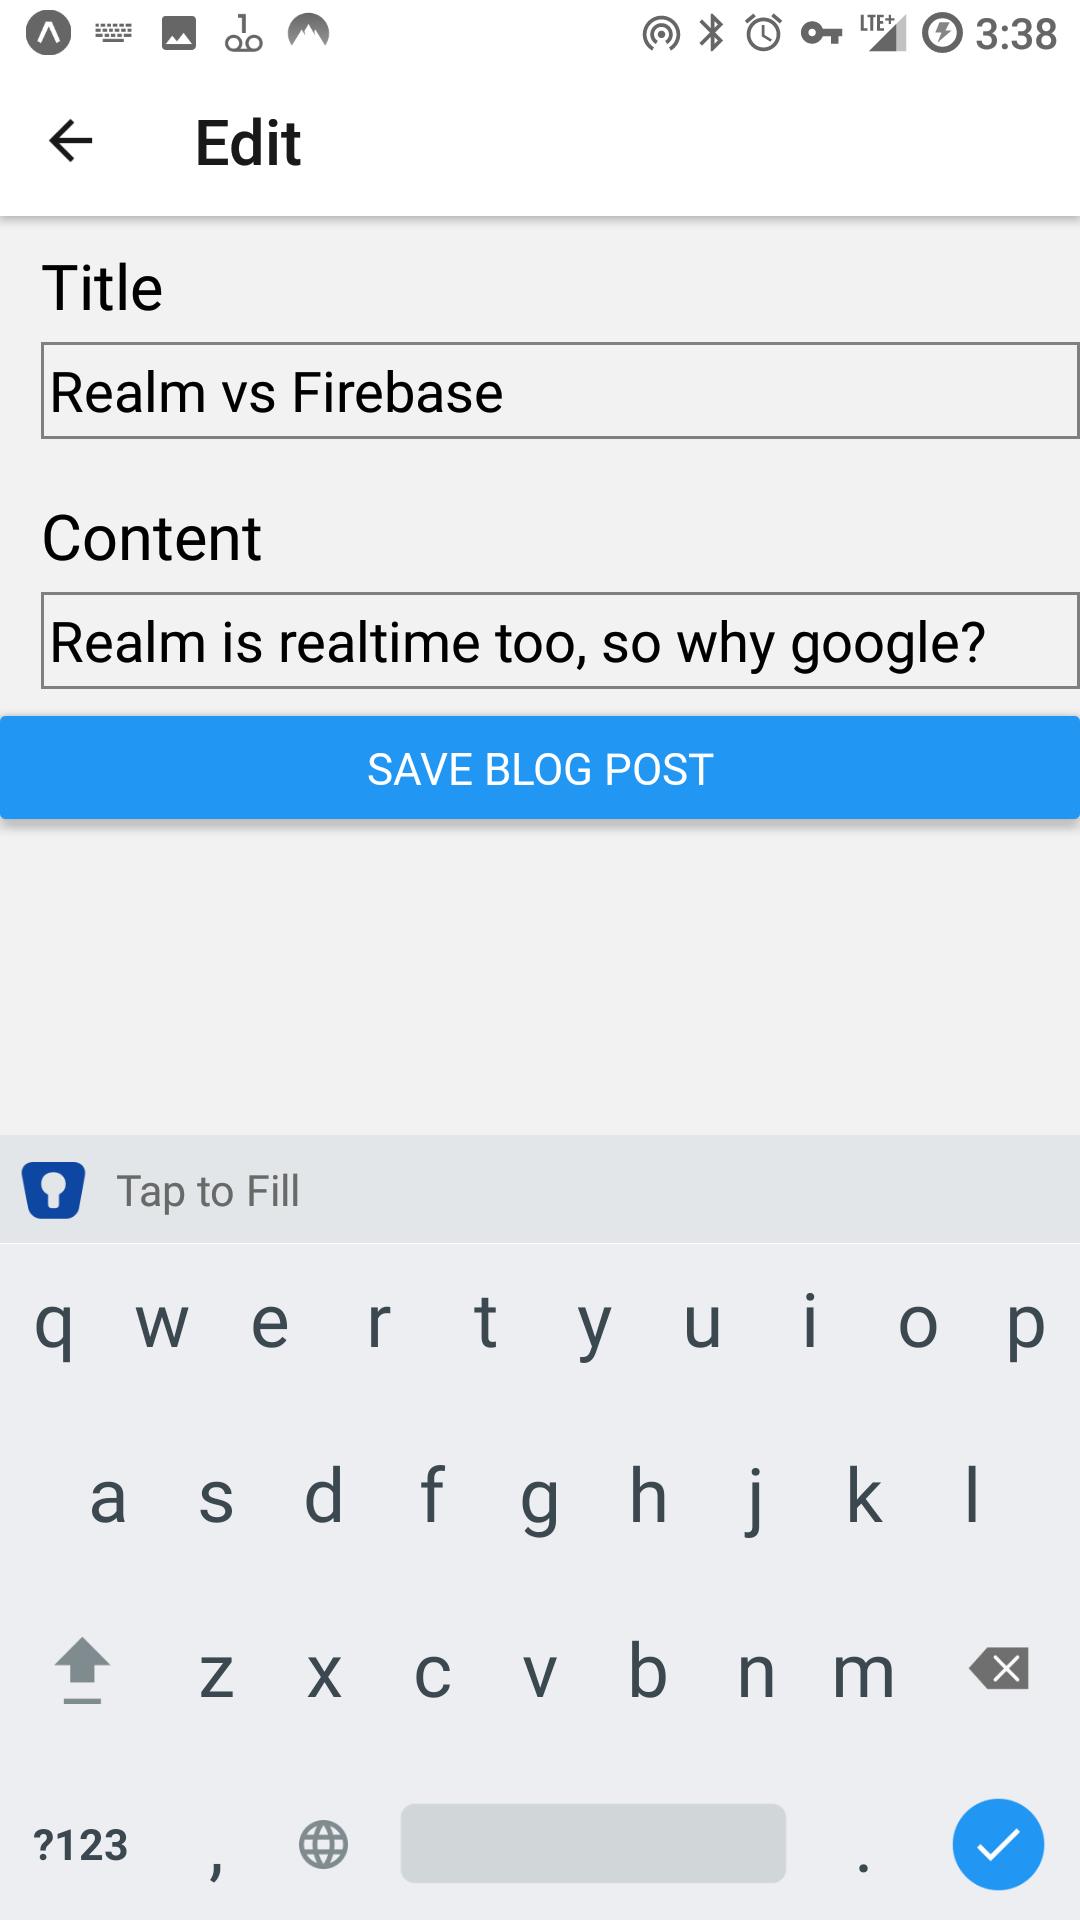 LTE+ 3:38
Edit
Title
Realm vs Firebase
Content
Realm is realtime too, so why google?
SAVE BLOG POST
Tap to Fill
q w e r t y u i o p
a s d f g h j k l
z x c v b n m
?123 , .